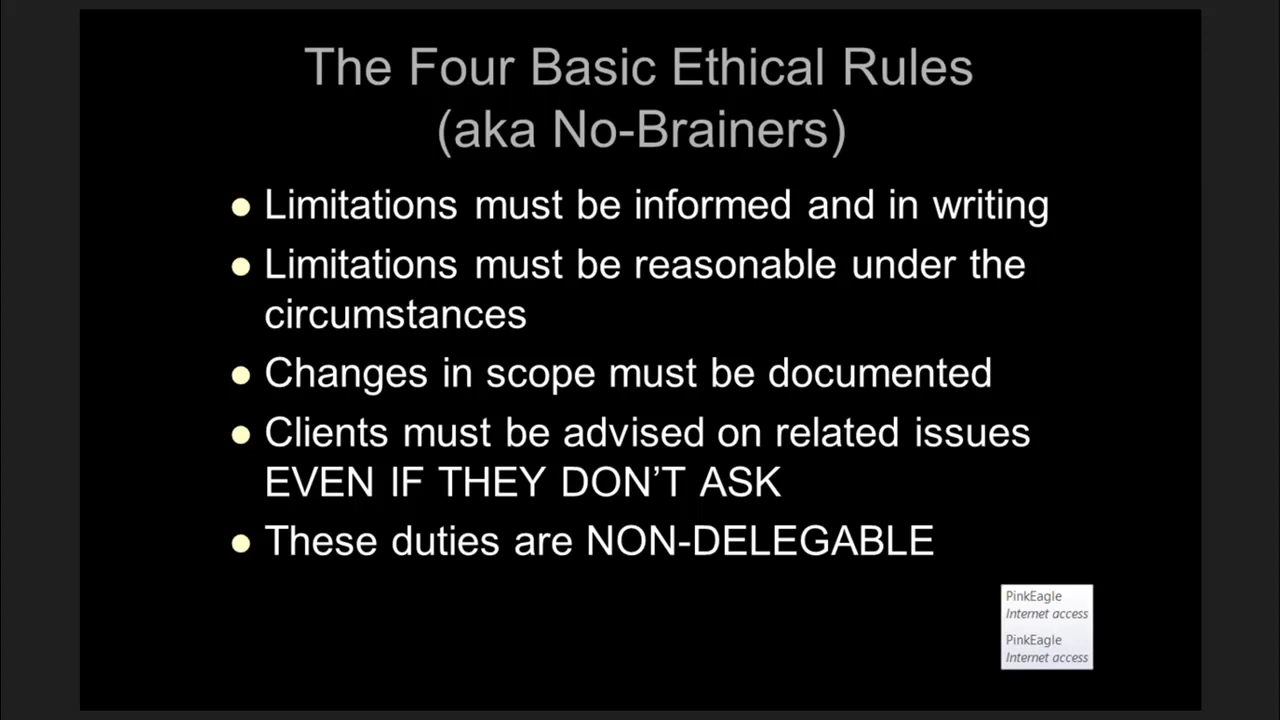 The Four Basic Ethical Rules
(aka No-Brainers)
Limitations must be informed and in writing
Limitations must be reasonable under the
circumstances
Changes in scope must be documented
Clients must be advised on related issues
EVEN IF THEY DON'T ASK
These duties are NON-DELEGABLE
PinkEagle
Internet access
PinkEagle
Internet access